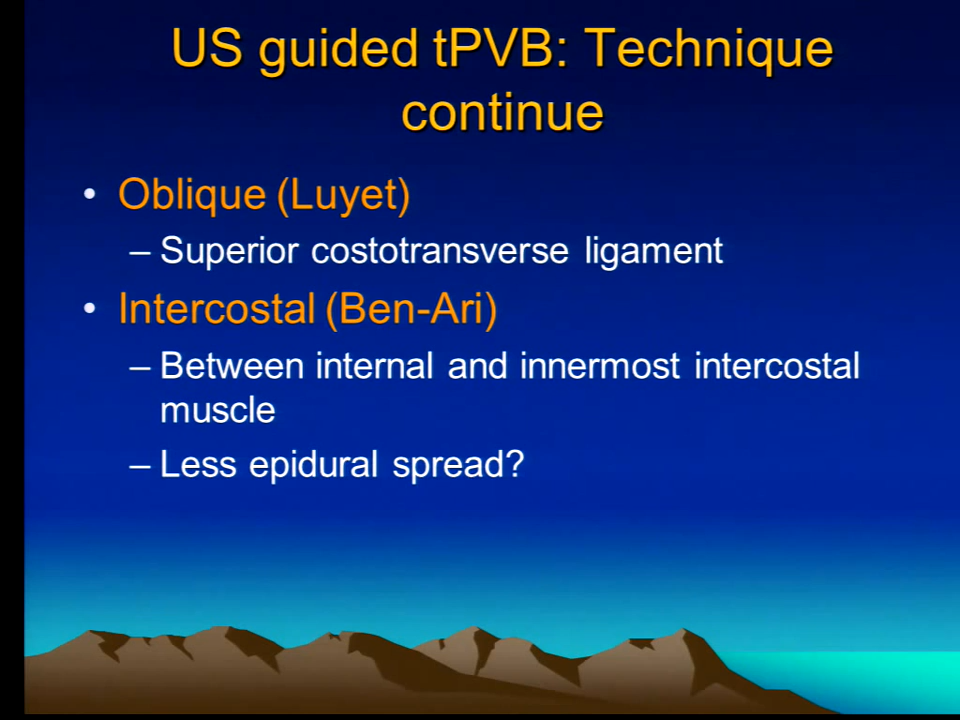 US guided tPVB: Technique
continue
• Oblique (Luyet)
– Superior costotransverse ligament
• Intercostal (Ben-Ari)
– Between internal and innermost intercostal
muscle
– Less epidural spread?